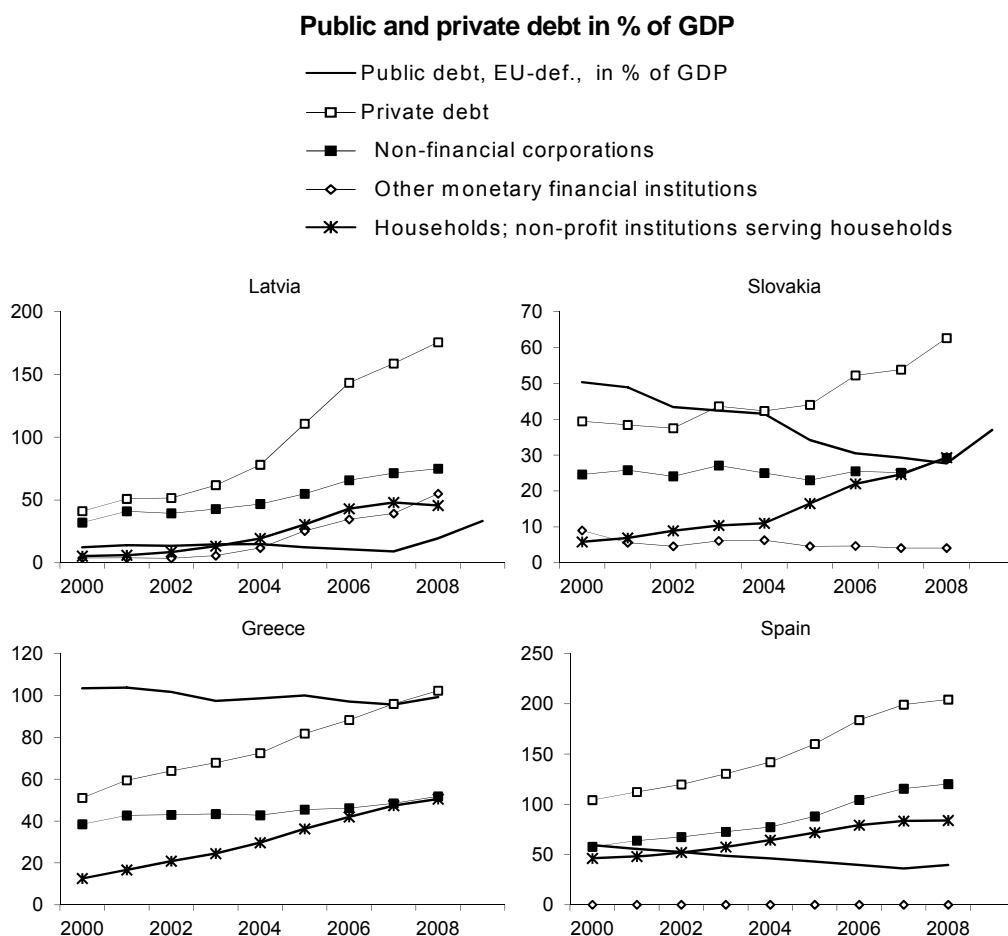 Public and private debt in % of GDP
Public debt, EU-def., in % of GDP
Private debt
Non-financial corporations
Other monetary financial institutions
Households; non-profit institutions serving households
Latvia
200
150
100
50
0
2000 2002 2004 2006 2008
Slovakia
70
60
50
40
30
20
10
0
2000 2002 2004 2006 2008
Greece
120
100
80
60
40
20
0
2000 2002 2004 2006 2008
Spain
250
200
150
100
50
0
2000 2002 2004 2006 2008